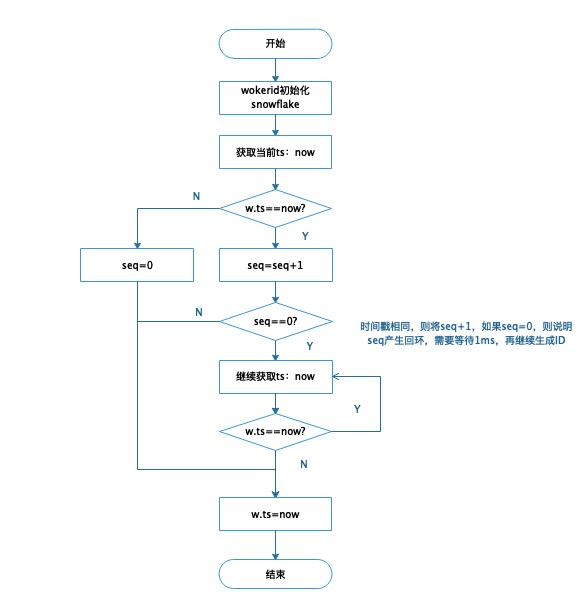 开始
wokerid初始化
snowflake
获取当前ts：now
N
w.ts==now?
Y
seq=0
seq=seq+1
N
seq==0?
Y
时间戳相同，则将seq+1，如果seq=0，则说明
seq产生回环，需要等待1ms，再继续生成ID
继续获取ts：now
Y
w.ts==now?
N
w.ts=now
结束